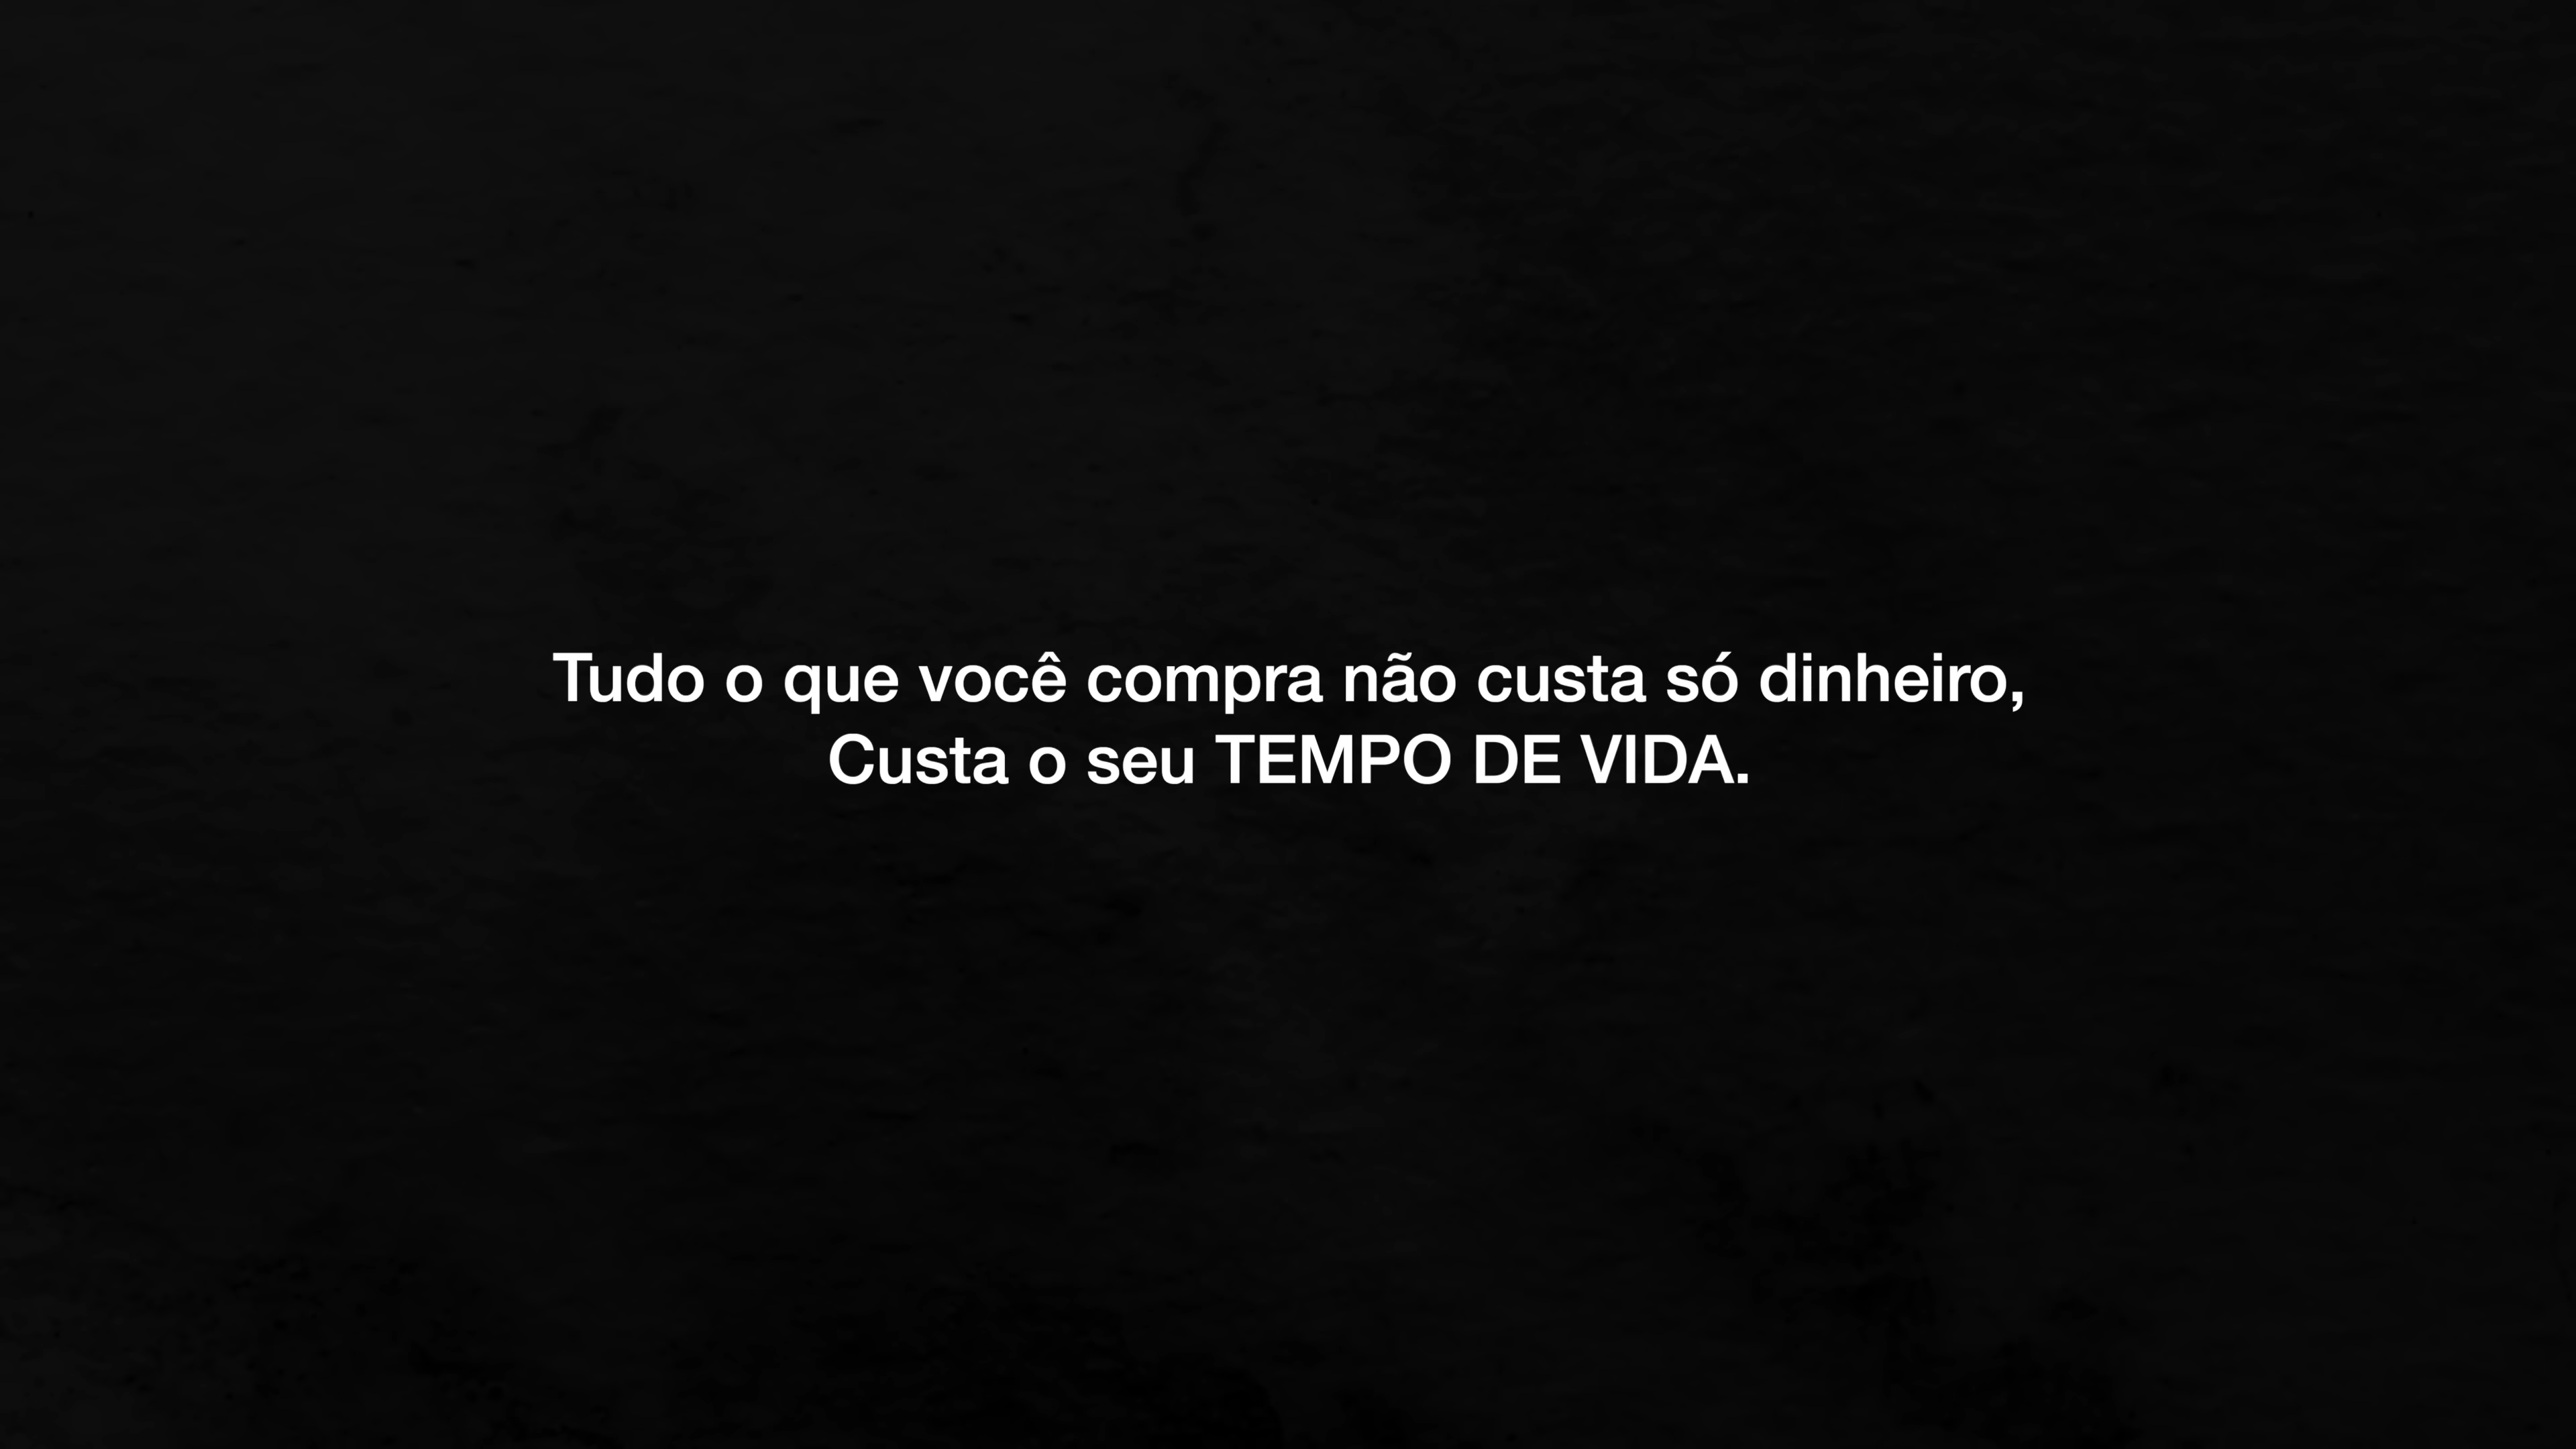 Tudo o que você compra não custa só dinheiro,
Custa o seu TEMPO DE VIDA.